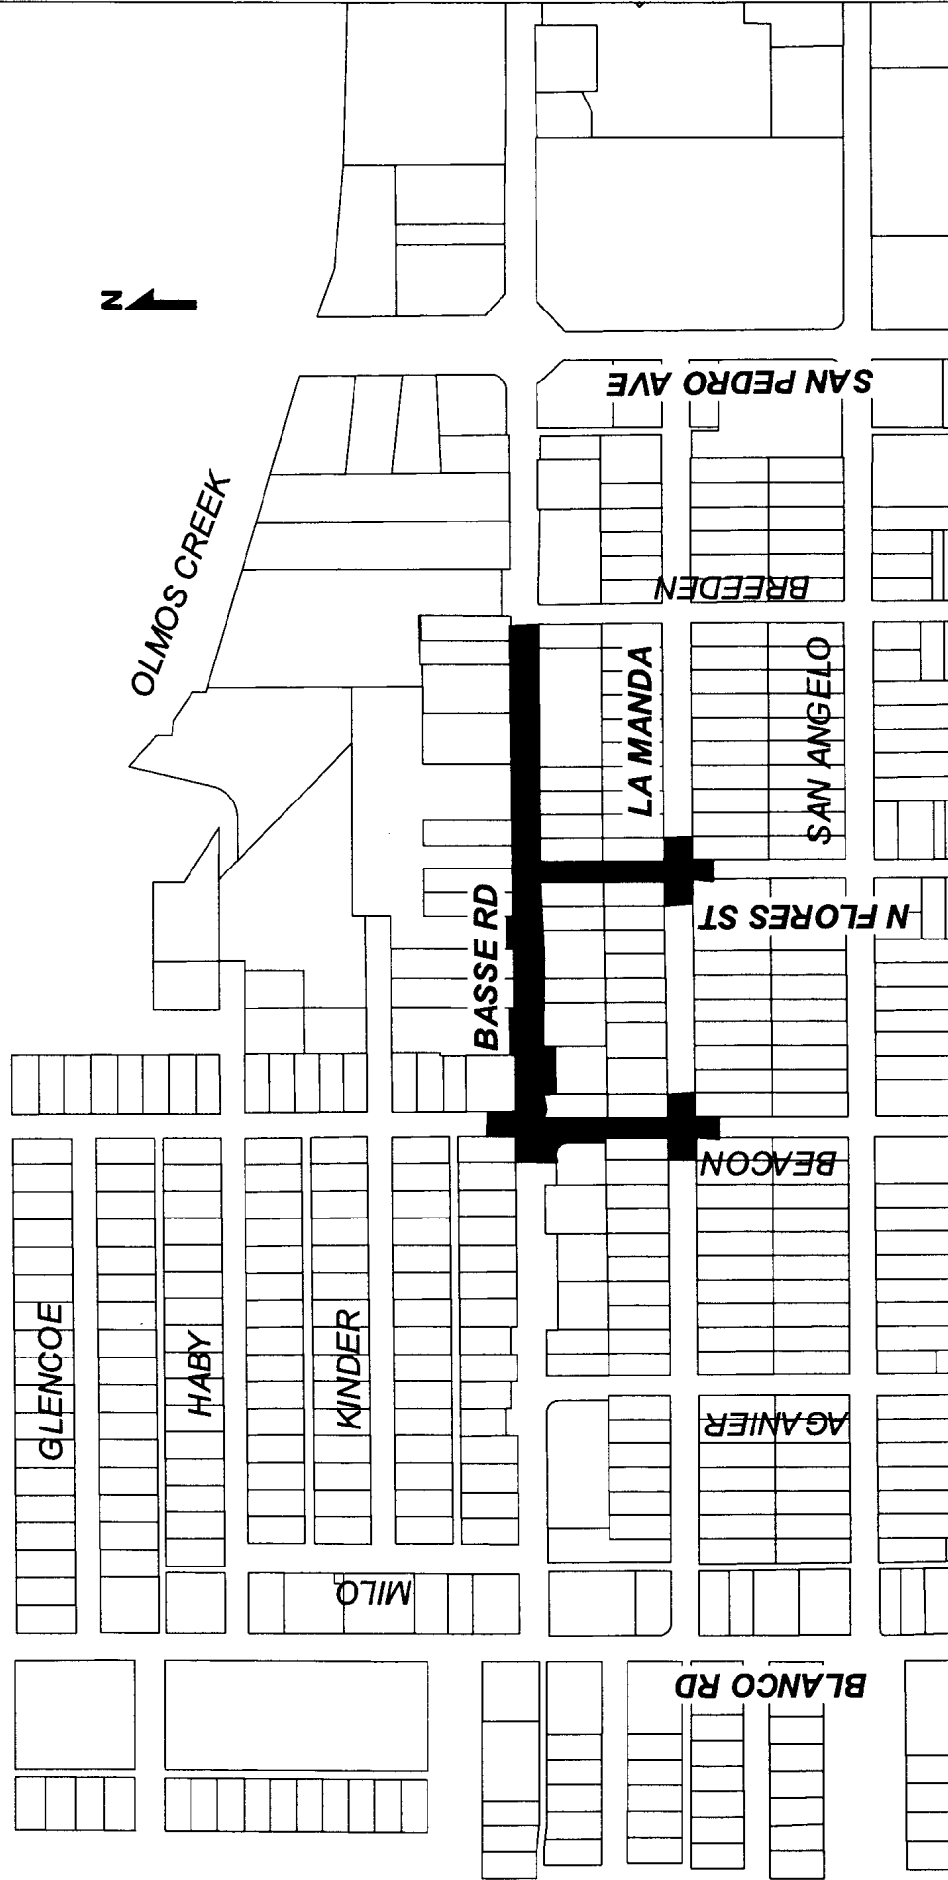 N
OLMOS CREEK
SAN PEDRO AVE
BREEDEN
LA MANDA
SAN ANGELO
BASSE RD
N FLORES ST
BEACON
GLENCOE
HABY
KINDER
AGANIER
MILO
BLANCO RD